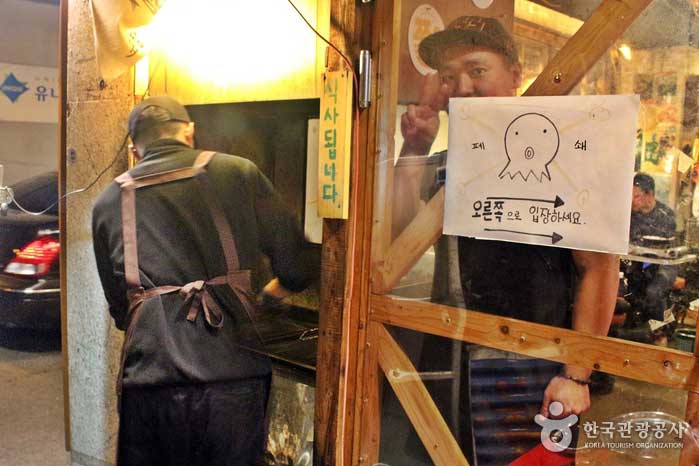 유니
식사됩니다
폐 쇄
오른쪽으로 입장하세요.
한국관광공사
KOREA TOURISM ORGANIZATION